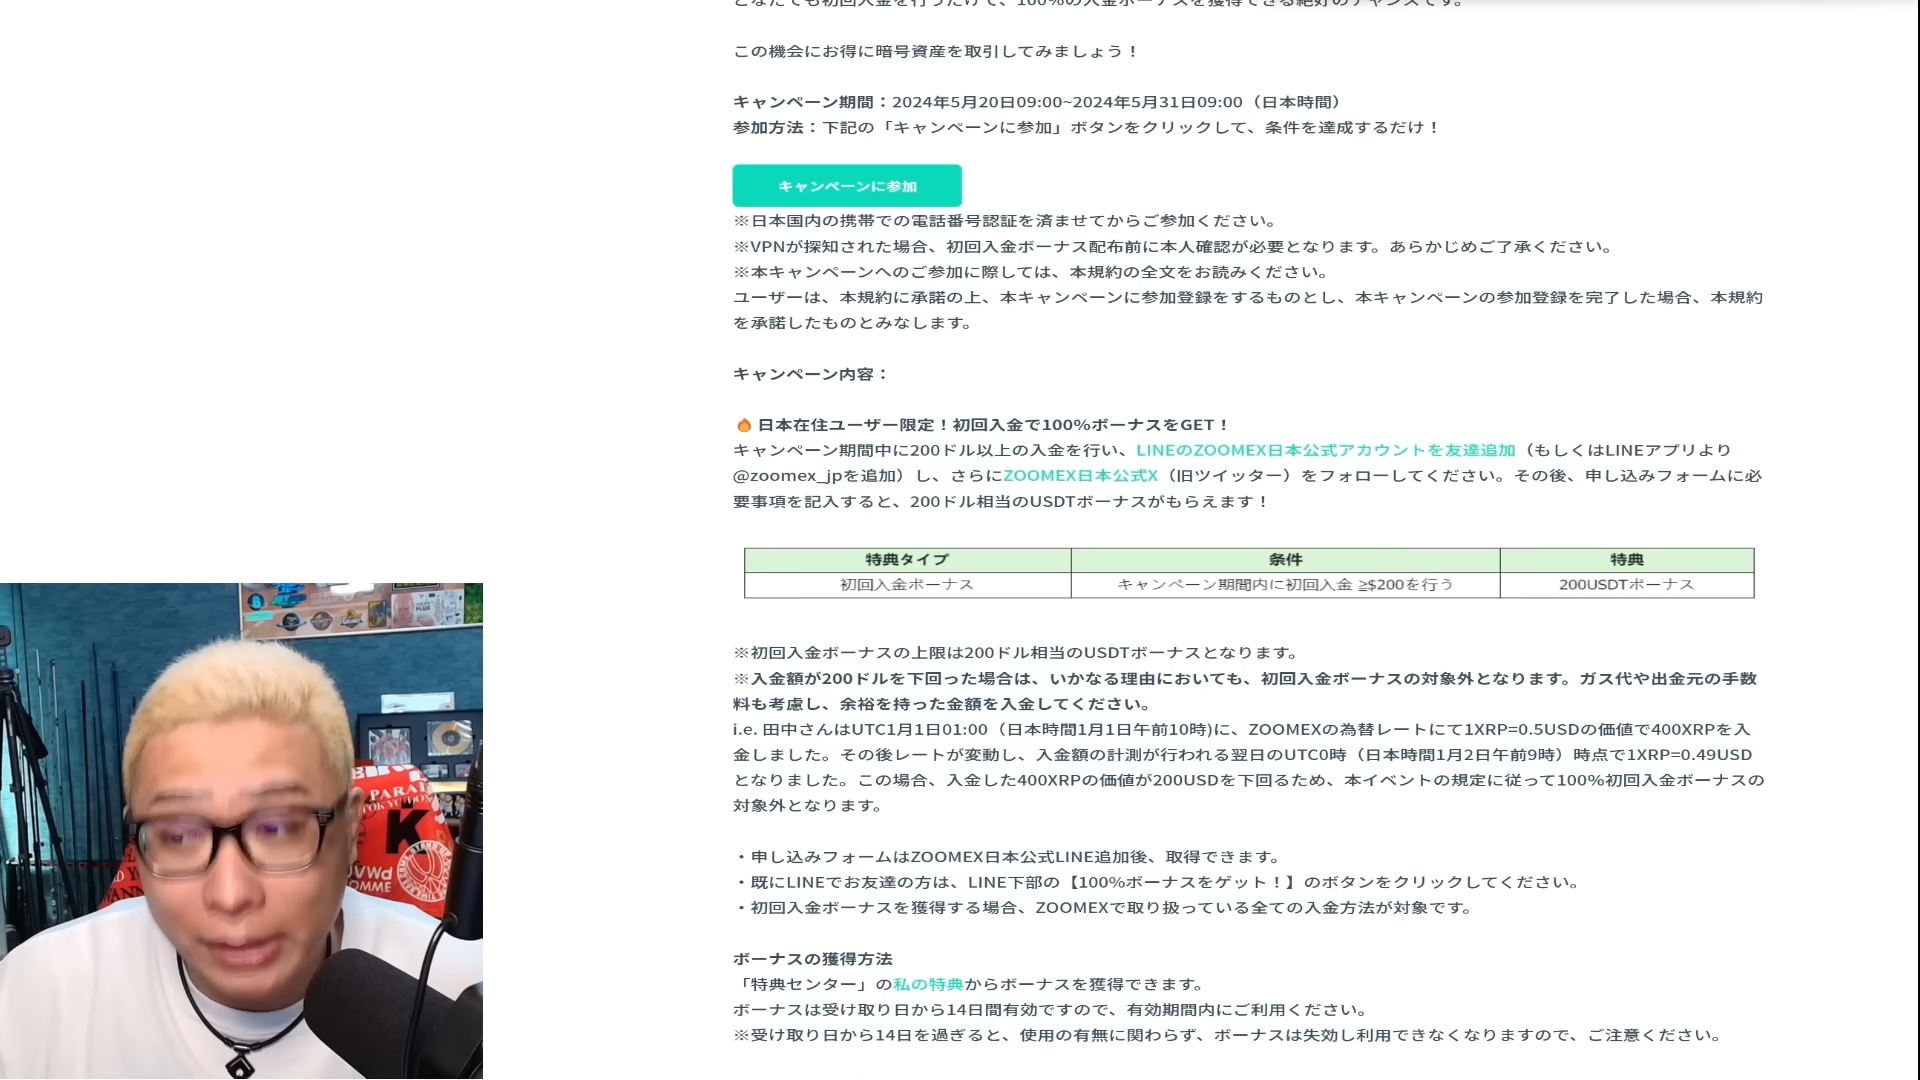 となたでも初回入金を行うだけで、100%の入金ボーナスを獲得できる絶好のチャンスです。
この機会にお得に暗号資産を取引してみましょう！
キャンペーン期間：2024年5月20日09:00~2024年5月31日09:00（日本時間）
参加方法：下記の「キャンペーンに参加」ボタンをクリックして、条件を達成するだけ！
キャンペーンに参加
※日本国内の携帯での電話番号認証を済ませてからご参加ください。
※VPNが探知された場合、初回入金ボーナス配布前に本人確認が必要となります。あらかじめご了承ください。
※本キャンペーンへのご参加に際しては、本規約の全文をお読みください。
ユーザーは、本規約に承諾の上、本キャンペーンに参加登録をするものとし、本キャンペーンの参加登録を完了した場合、本規約
を承諾したものとみなします。
キャンペーン内容：
🔥 日本在住ユーザー限定！初回入金で100%ボーナスをGET！
キャンペーン期間中に200ドル以上の入金を行い、LINEのZOOMEX日本公式アカウントを友達追加（もしくはLINEアプリより
@zoomex_jpを追加）し、さらにZOOMEX日本公式X（旧ツイッター）をフォローしてください。その後、申し込みフォームに必
要事項を記入すると、200ドル相当のUSDTボーナスがもらえます！
特典タイプ 条件 特典
初回入金ボーナス キャンペーン期間内に初回入金 ≧$200を行う 200USDTボーナス
※初回入金ボーナスの上限は200ドル相当のUSDTボーナスとなります。
※入金額が200ドルを下回った場合は、いかなる理由においても、初回入金ボーナスの対象外となります。ガス代や出金元の手数
料も考慮し、余裕を持った金額を入金してください。
i.e. 田中さんはUTC1月1日01:00（日本時間1月1日午前10時)に、ZOOMEXの為替レートにて1XRP=0.5USDの価値で400XRPを入
金しました。その後レートが変動し、入金額の計測が行われる翌日のUTC0時（日本時間1月2日午前9時）時点で1XRP=0.49USD
となりました。この場合、入金した400XRPの価値が200USDを下回るため、本イベントの規定に従って100%初回入金ボーナスの
対象外となります。
・申し込みフォームはZOOMEX日本公式LINE追加後、取得できます。
・既にLINEでお友達の方は、LINE下部の【100%ボーナスをゲット！】のボタンをクリックしてください。
・初回入金ボーナスを獲得する場合、ZOOMEXで取り扱っている全ての入金方法が対象です。
ボーナスの獲得方法
「特典センター」の私の特典からボーナスを獲得できます。
ボーナスは受け取り日から14日間有効ですので、有効期間内にご利用ください。
※受け取り日から14日を過ぎると、使用の有無に関わらず、ボーナスは失効し利用できなくなりますので、ご注意ください。
PARAD
K
OMME